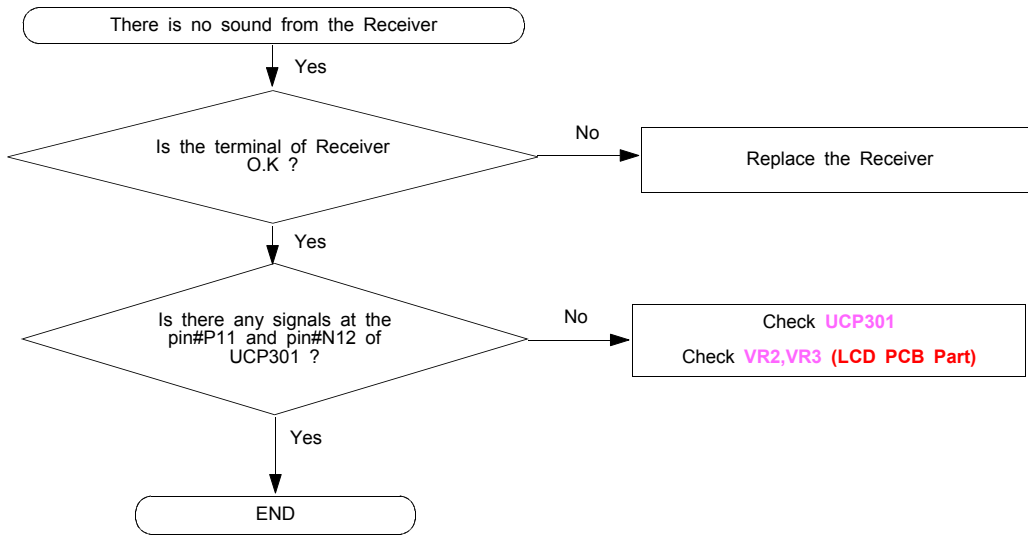 There is no sound from the Receiver
Yes
Is the terminal of Receiver
O.K ?
No
Replace the Receiver
Yes
Is there any signals at the
pin#P11 and pin#N12 of
UCP301 ?
No
Check UCP301
Check VR2,VR3 (LCD PCB Part)
Yes
END